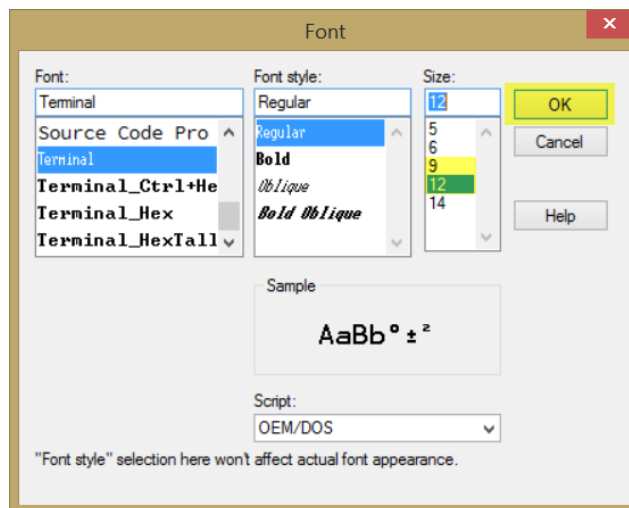 Font
Font:
Terminal
Source Code Pro
Terminal
Terminal_Ctrl+He
Terminal_Hex
Terminal_HexTall
Font style:
Regular
Regular
Bold
Oblique
Bold Oblique
Size:
12
5
6
9
12
14
OK
Cancel
Help
Sample
AaBb°±²
Script:
OEM/DOS
"Font style" selection here won't affect actual font appearance.